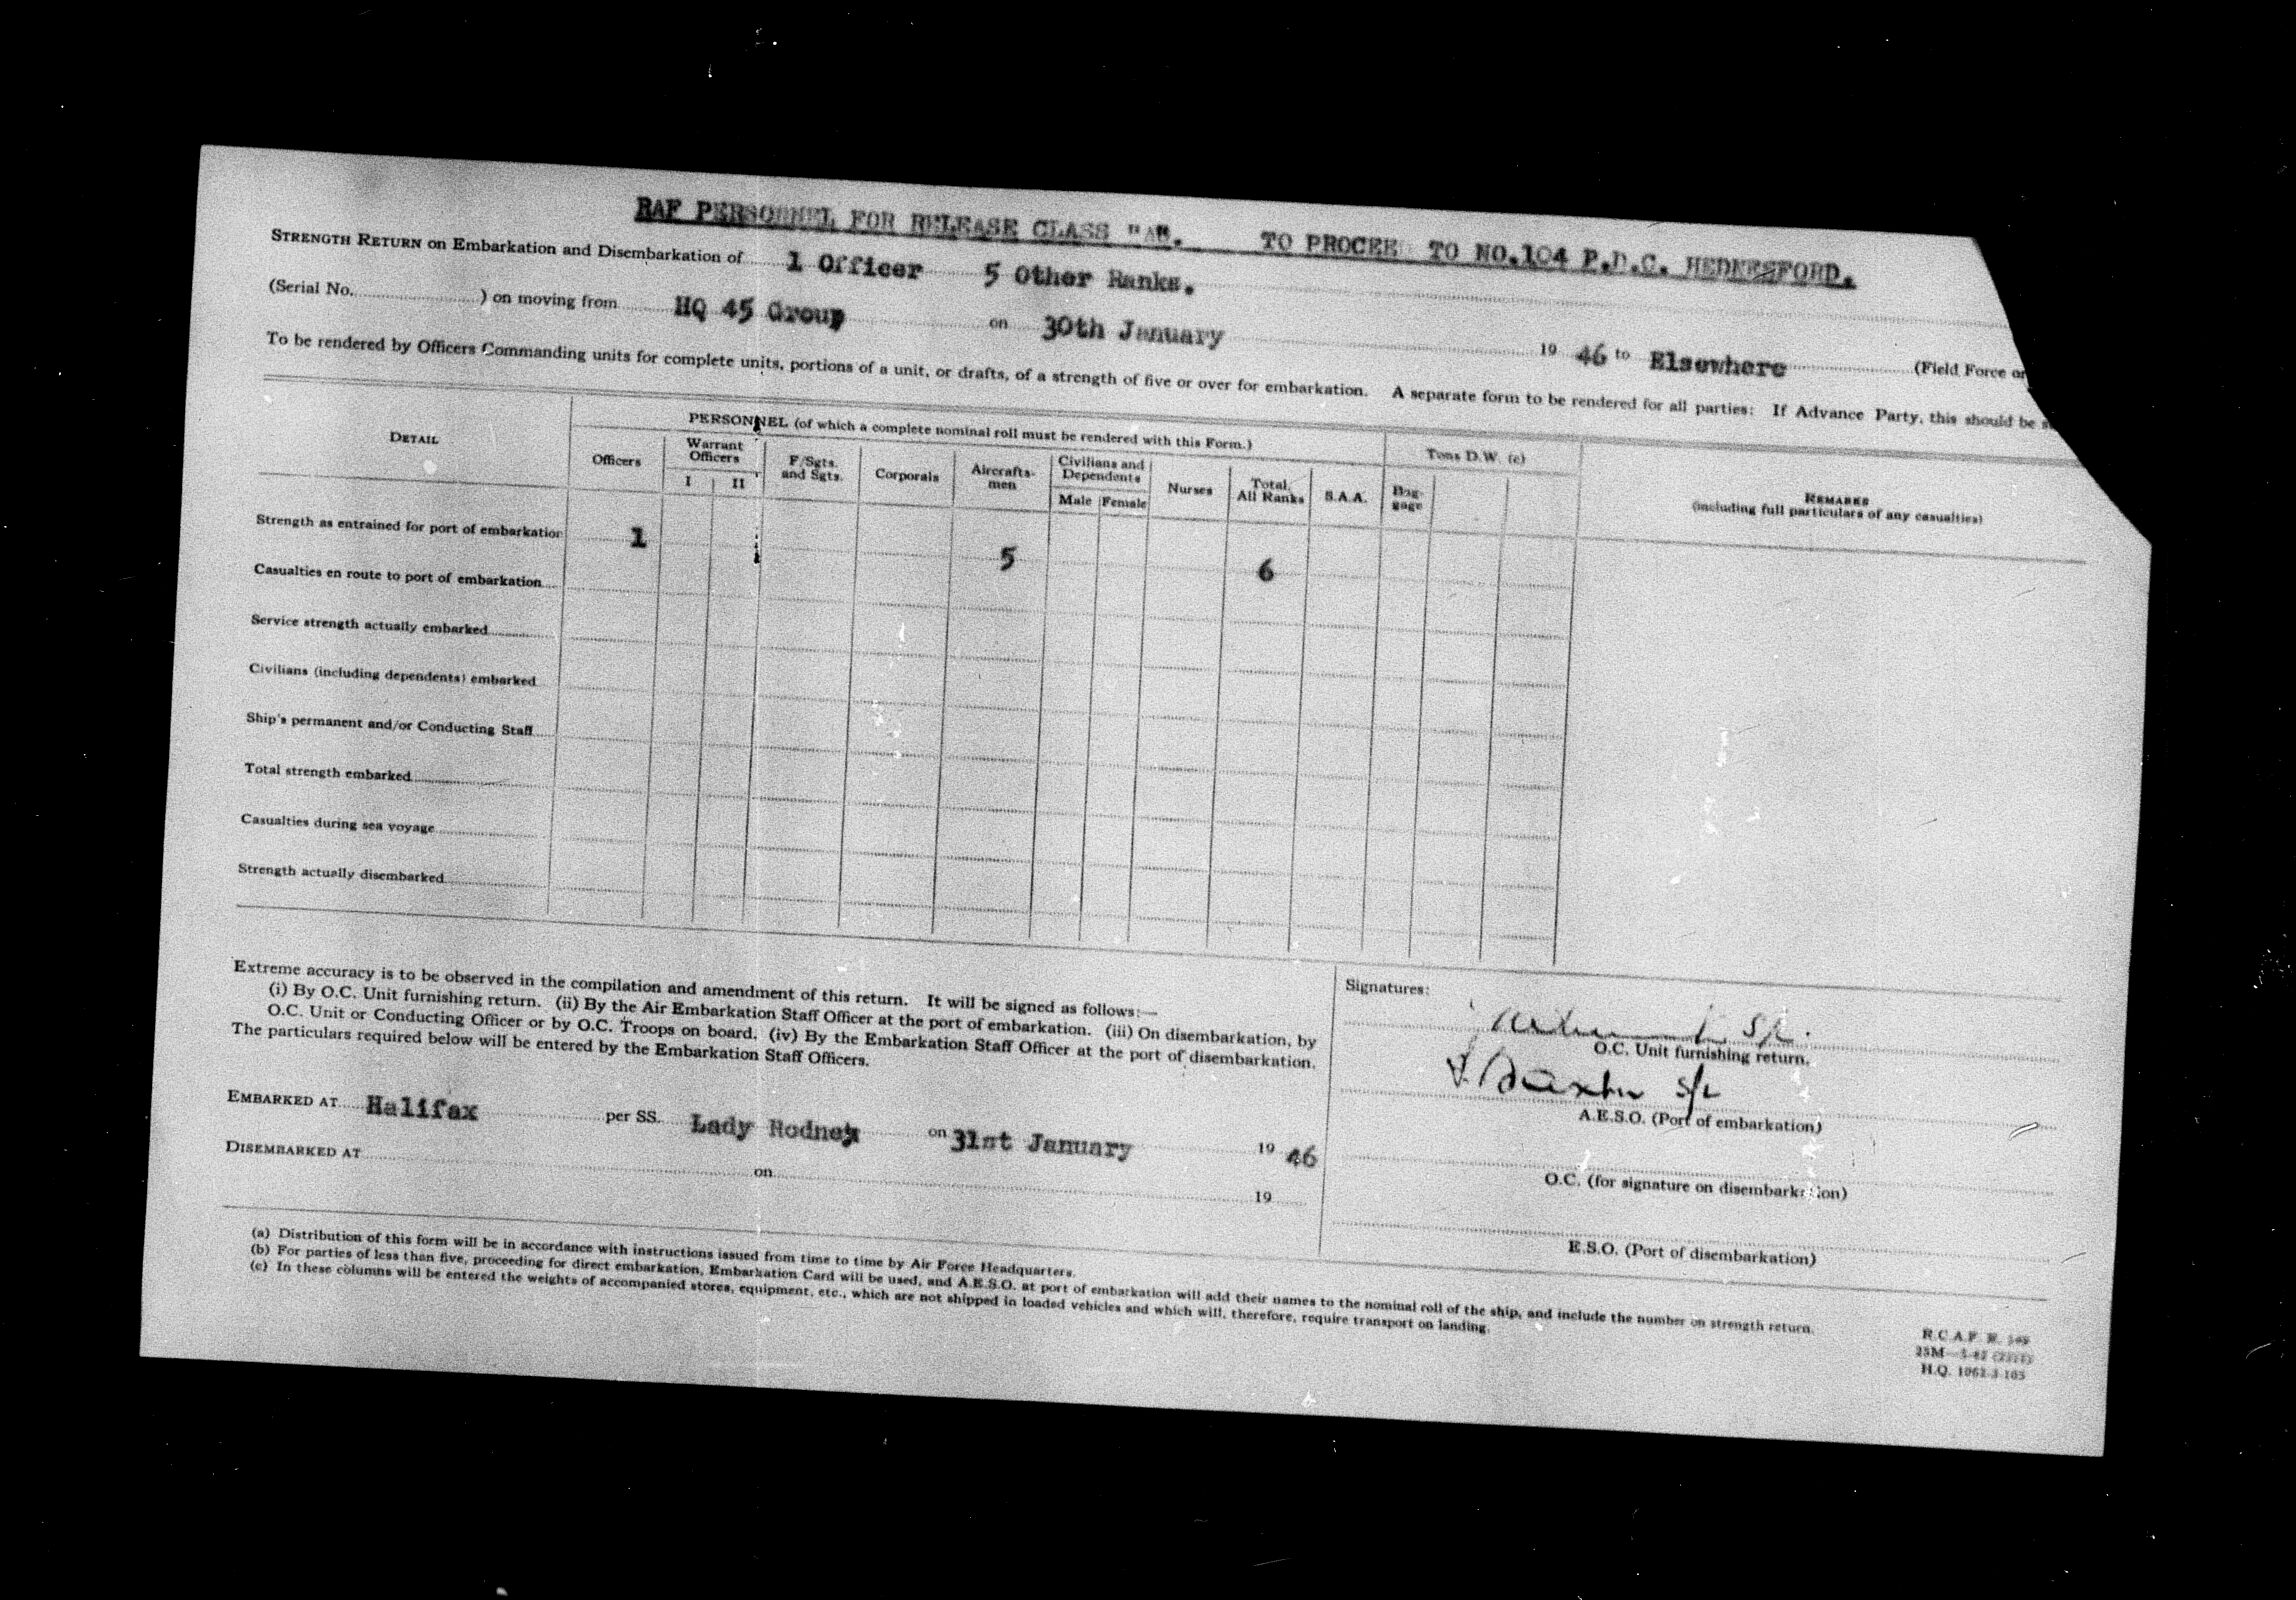 RAF PERSONNEL FOR RELEASE CLASS "A". TO PROCEE TO NO.104 P.D.C. HEDNESFORD.
STRENGTH RETURN on Embarkation and Disembarkation of 1 Officer 5 Other Ranks.
(Serial No. ) on moving from HQ 45 Group on 30th January 19 46 to Elsewhere (Field Force or
To be rendered by Officers Commanding units for complete units, portions of a unit, or drafts, of a strength of five or over for embarkation. A separate form to be rendered for all parties: If Advance Party, this should be
DETAIL
PERSONNEL (of which a complete nominal roll must be rendered with this Form.)
Tons D.W. (c)
REMARKS
(including full particulars of any casualties)
Officers
Warrant Officers
I II
F/Sgts. and Sgts.
Corporals
Aircrafts-men
Civilians and Dependents
Male Female
Nurses
Total, All Ranks
S.A.A.
Bag-gage
Strength as entrained for port of embarkation 1 5 6
Casualties en route to port of embarkation
Service strength actually embarked
Civilians (including dependents) embarked
Ship's permanent and/or Conducting Staff
Total strength embarked
Casualties during sea voyage
Strength actually disembarked
Extreme accuracy is to be observed in the compilation and amendment of this return. It will be signed as follows:—
(i) By O.C. Unit furnishing return. (ii) By the Air Embarkation Staff Officer at the port of embarkation. (iii) On disembarkation, by
O.C. Unit or Conducting Officer or by O.C. Troops on board. (iv) By the Embarkation Staff Officer at the port of disembarkation.
The particulars required below will be entered by the Embarkation Staff Officers.
EMBARKED AT Halifax per SS. Lady Rodney on 31st January 19 46
DISEMBARKED AT on 19
Signatures:
S/L.
O.C. Unit furnishing return.
Baxter S/L
A.E.S.O. (Port of embarkation)
O.C. (for signature on disembarkation)
E.S.O. (Port of disembarkation)
(a) Distribution of this form will be in accordance with instructions issued from time to time by Air Force Headquarters.
(b) For parties of less than five, proceeding for direct embarkation, Embarkation Card will be used, and A.E.S.O. at port of embarkation will add their names to the nominal roll of the ship, and include the number on strength return.
(c) In these columns will be entered the weights of accompanied stores, equipment, etc., which are not shipped in loaded vehicles and which will, therefore, require transport on landing.
R.C.A.F.
25M
H.Q.